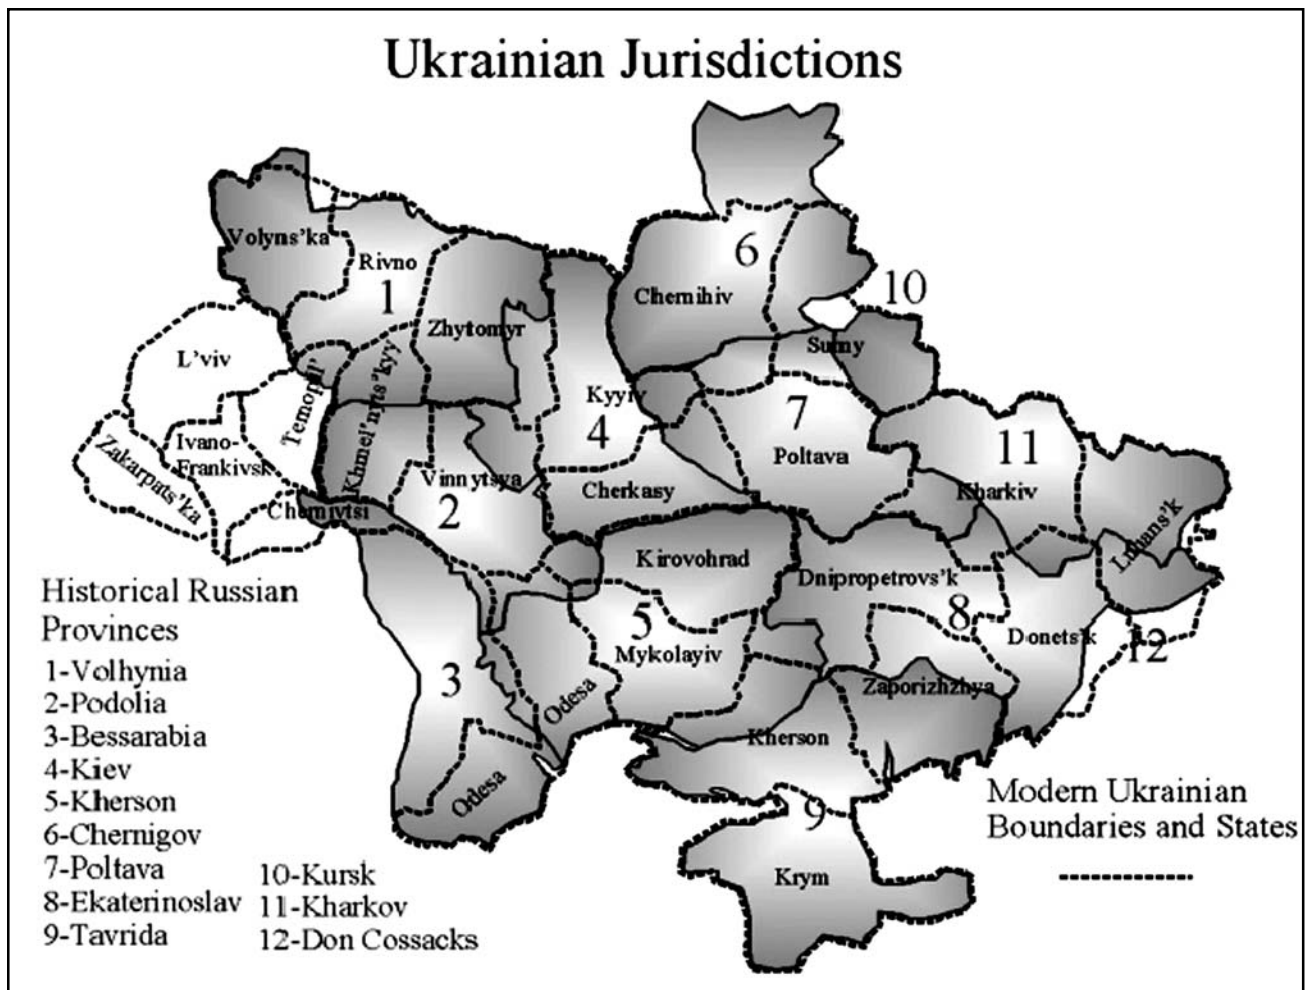 Ukrainian Jurisdictions
6
Volyns'ka
Rivno
1
Chernihiv
10
L'viv
Zhytomyr
Sumny
Ternopill'
Khmel'nyts'kyy
Kyyiv
4
7
11
Ivano-
Frankivsk
Zakarpats'ka
Vinnytsya
2
Poltava
Cherkasy
Kharkiv
Chernivtsi
Luhans'k
Kirovohrad
Dnipropetrovs'k
5
8
Donets'k
12
Mykolayiv
3
Odesa
Zaporizhzhya
Kherson
Odesa
9
Krym
Historical Russian
Provinces
1-Volhynia
2-Podolia
3-Bessarabia
4-Kiev
5-Kherson
6-Chernigov
7-Poltava
8-Ekaterinoslav
9-Tavrida
10-Kursk
11-Kharkov
12-Don Cossacks
Modern Ukrainian
Boundaries and States